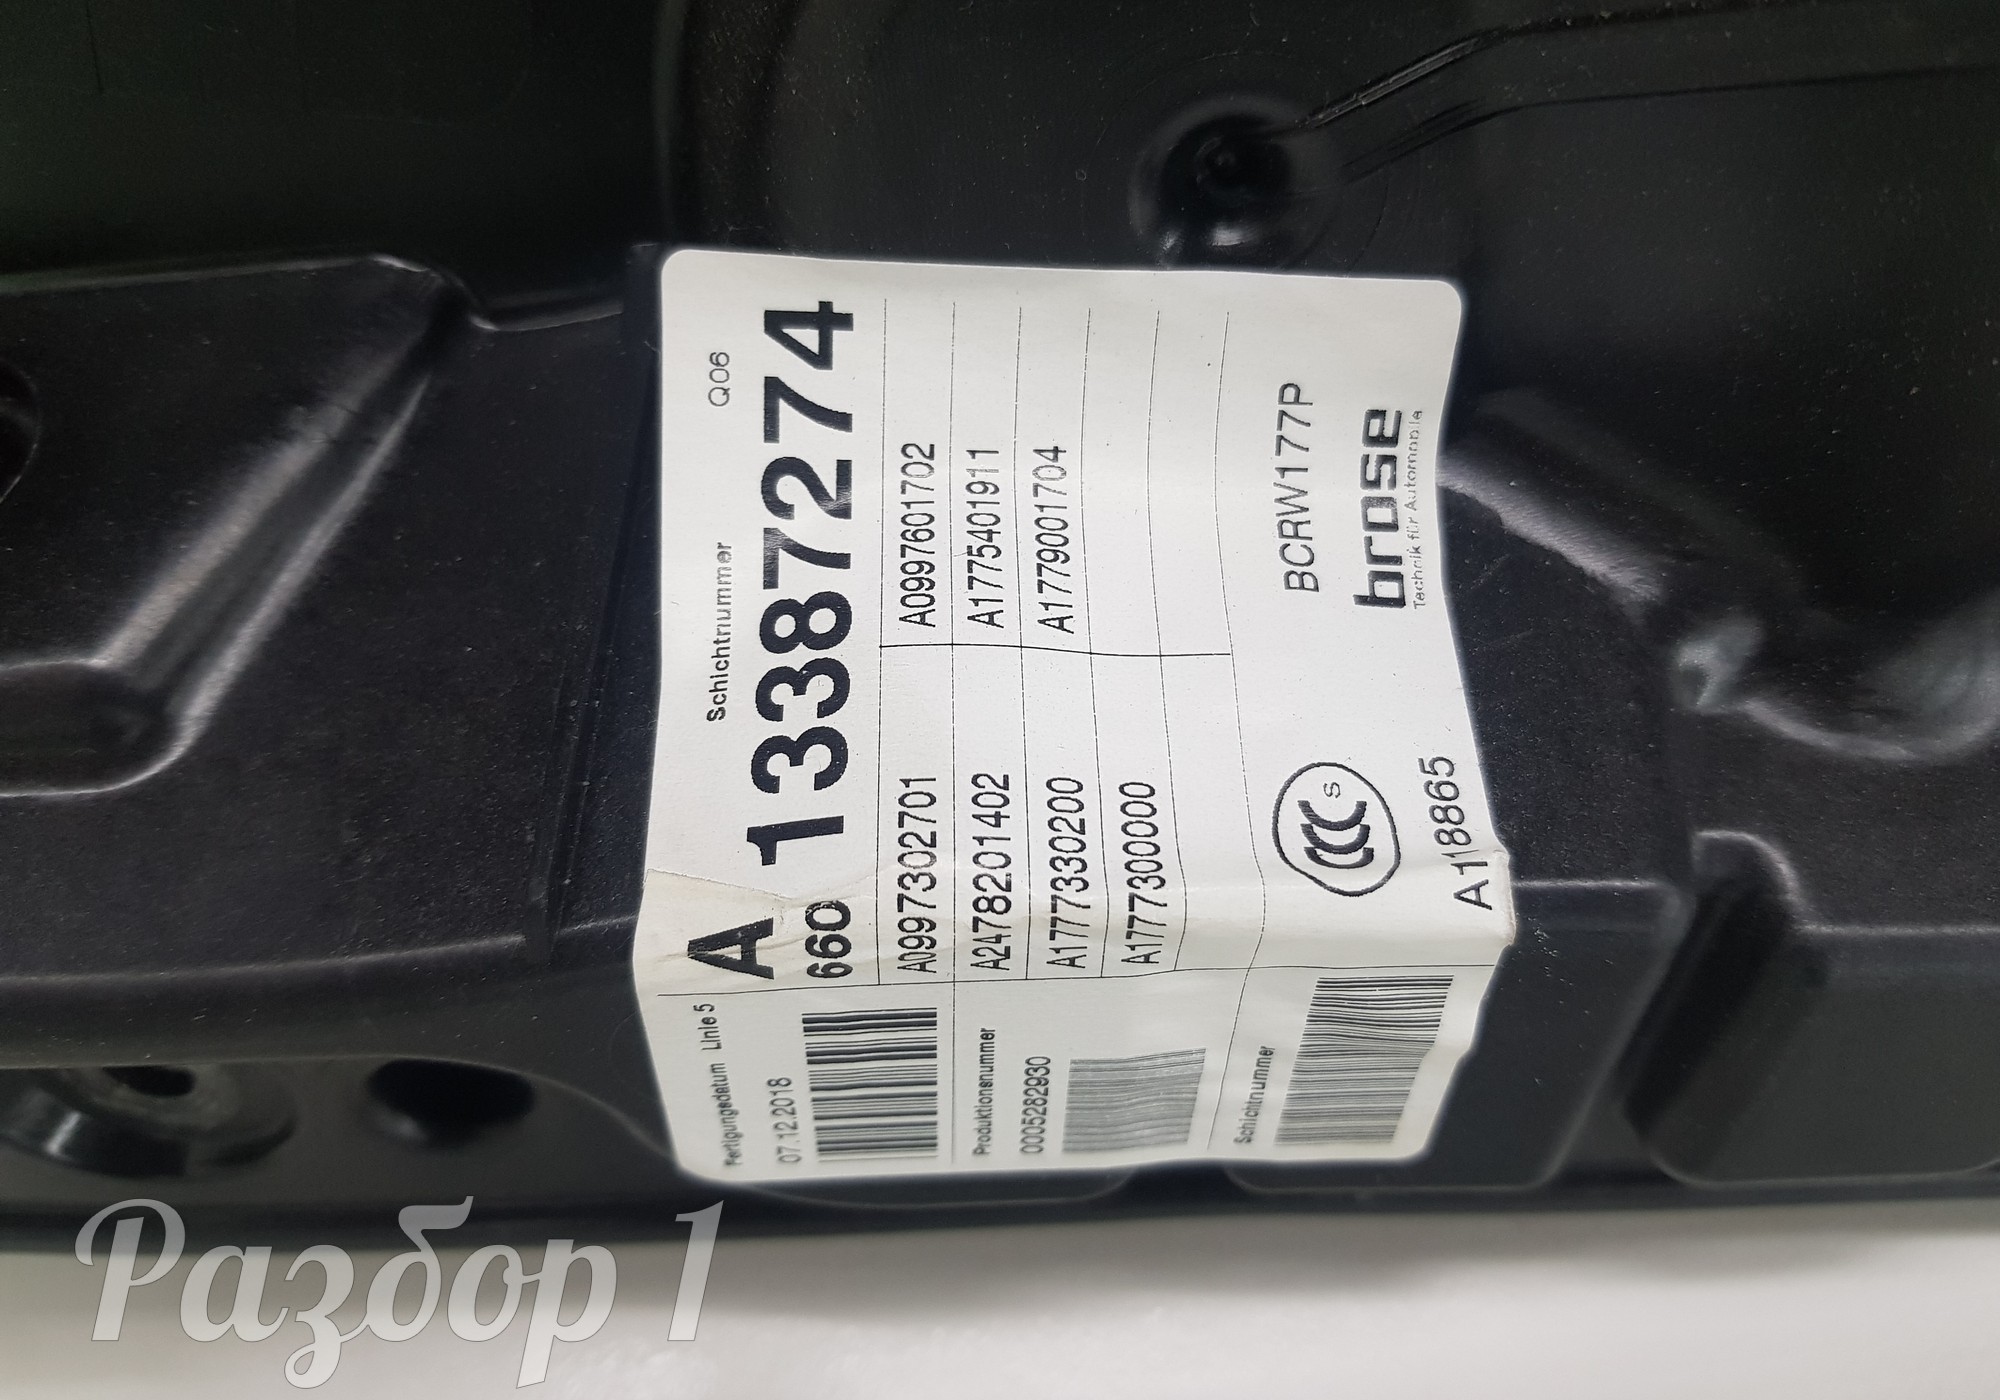 Fertigungsdatum Linie 5
07.12.2018
Produktionsnummer
0005282930
Schichtnummer
A Schichtnummer Q06
660 13387274
A0997302701 A0997601702
A2478201402 A1775401911
A1777330200 A1779001704
A1777300000
CCC S
BCRW177P
brose
Technik für Automobile
A118865
Разбор 1